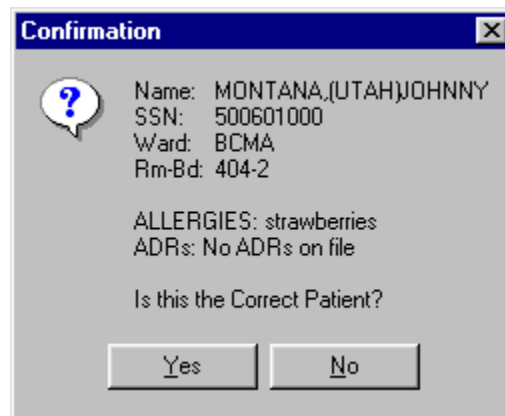 Confirmation
Name: MONTANA,(UTAH)JOHNNY
SSN: 500601000
Ward: BCMA
Rm-Bd: 404-2
ALLERGIES: strawberries
ADRs: No ADRs on file
Is this the Correct Patient?
Yes No